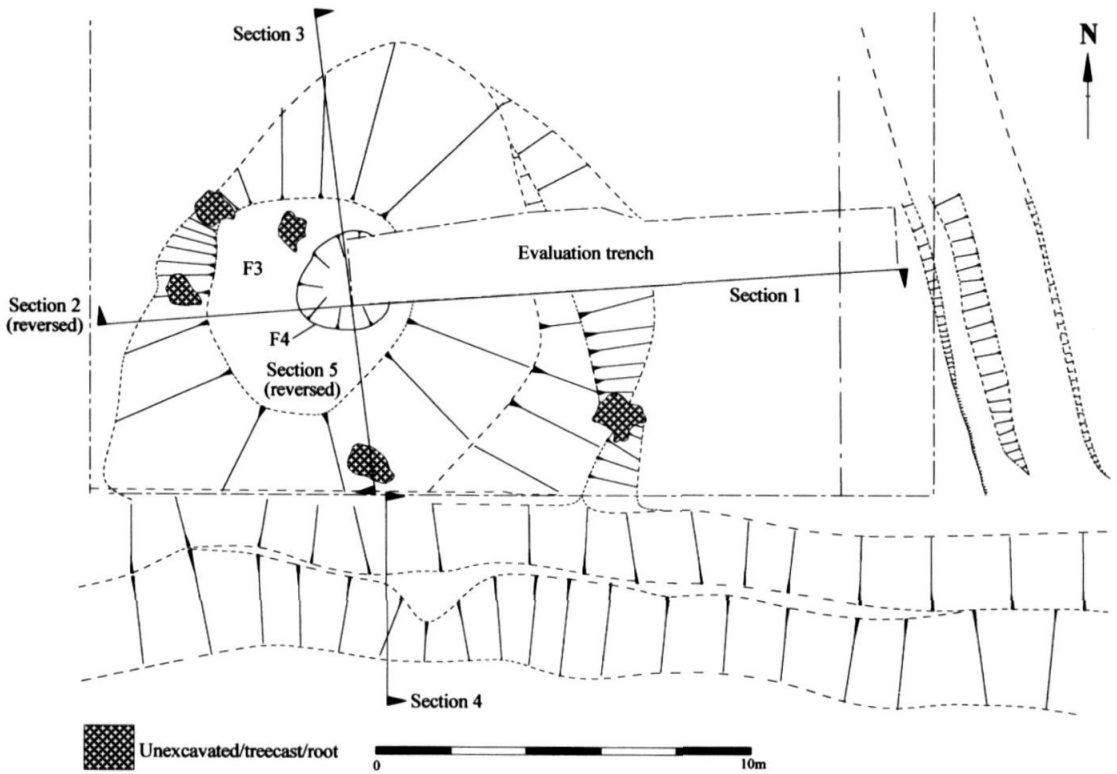 Section 3
N
F3
Evaluation trench
Section 2
(reversed)
Section 1
F4
Section 5
(reversed)
Section 4
Unexcavated/treecast/root
0
10m